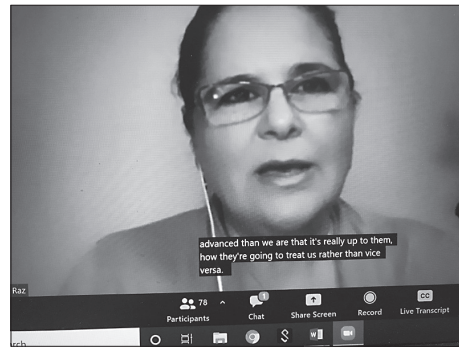 advanced than we are that it's really up to them,
how they're going to treat us rather than vice
versa.
Raz
78
1
Participants
Chat
Share Screen
Record
CC
Live Transcript
rch